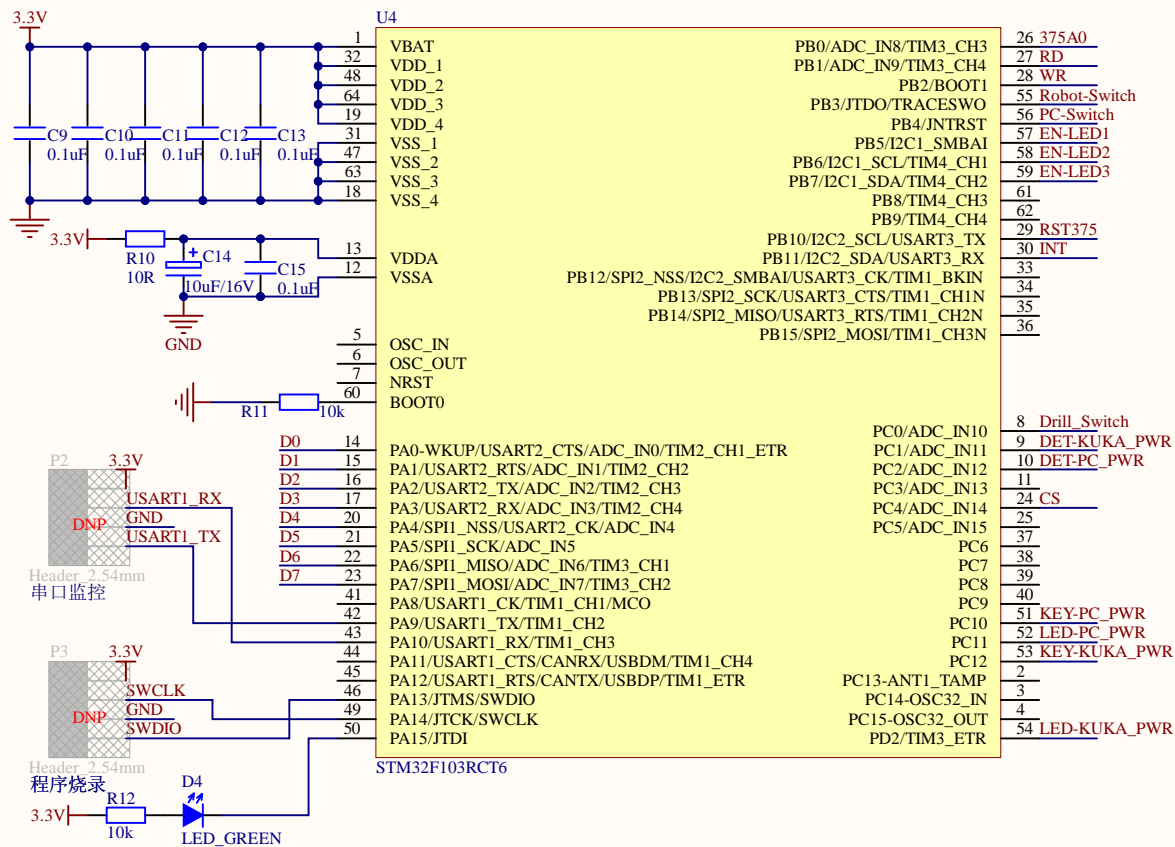 3.3V
U4
1 VBAT
32 VDD_1
48 VDD_2
64 VDD_3
19 VDD_4
31 VSS_1
47 VSS_2
63 VSS_3
18 VSS_4
C9 0.1uF
C10 0.1uF
C11 0.1uF
C12 0.1uF
C13 0.1uF
3.3V
R10
10R
C14
10uF/16V
C15
0.1uF
GND
13 VDDA
12 VSSA
5 OSC_IN
6 OSC_OUT
7 NRST
60 BOOT0
R11 10k
D0 14 PA0-WKUP/USART2_CTS/ADC_IN0/TIM2_CH1_ETR
D1 15 PA1/USART2_RTS/ADC_IN1/TIM2_CH2
D2 16 PA2/USART2_TX/ADC_IN2/TIM2_CH3
D3 17 PA3/USART2_RX/ADC_IN3/TIM2_CH4
D4 20 PA4/SPI1_NSS/USART2_CK/ADC_IN4
D5 21 PA5/SPI1_SCK/ADC_IN5
D6 22 PA6/SPI1_MISO/ADC_IN6/TIM3_CH1
D7 23 PA7/SPI1_MOSI/ADC_IN7/TIM3_CH2
41 PA8/USART1_CK/TIM1_CH1/MCO
42 PA9/USART1_TX/TIM1_CH2
43 PA10/USART1_RX/TIM1_CH3
44 PA11/USART1_CTS/CANRX/USBDM/TIM1_CH4
45 PA12/USART1_RTS/CANTX/USBDP/TIM1_ETR
46 PA13/JTMS/SWDIO
49 PA14/JTCK/SWCLK
50 PA15/JTDI
STM32F103RCT6
P2
3.3V
USART1_RX
DNP
GND
USART1_TX
Header_2.54mm
串口监控
P3
3.3V
SWCLK
DNP
GND
SWDIO
Header_2.54mm
程序烧录
3.3V
R12
10k
D4
LED_GREEN
PB0/ADC_IN8/TIM3_CH3 26 375A0
PB1/ADC_IN9/TIM3_CH4 27 RD
PB2/BOOT1 28 WR
PB3/JTDO/TRACESWO 55 Robot-Switch
PB4/JNTRST 56 PC-Switch
PB5/I2C1_SMBAI 57 EN-LED1
PB6/I2C1_SCL/TIM4_CH1 58 EN-LED2
PB7/I2C1_SDA/TIM4_CH2 59 EN-LED3
PB8/TIM4_CH3 61
PB9/TIM4_CH4 62
PB10/I2C2_SCL/USART3_TX 29 RST375
PB11/I2C2_SDA/USART3_RX 30 INT
PB12/SPI2_NSS/I2C2_SMBAI/USART3_CK/TIM1_BKIN 33
PB13/SPI2_SCK/USART3_CTS/TIM1_CH1N 34
PB14/SPI2_MISO/USART3_RTS/TIM1_CH2N 35
PB15/SPI2_MOSI/TIM1_CH3N 36
PC0/ADC_IN10 8 Drill_Switch
PC1/ADC_IN11 9 DET-KUKA_PWR
PC2/ADC_IN12 10 DET-PC_PWR
PC3/ADC_IN13 11
PC4/ADC_IN14 24 CS
PC5/ADC_IN15 25
PC6 37
PC7 38
PC8 39
PC9 40
PC10 51 KEY-PC_PWR
PC11 52 LED-PC_PWR
PC12 53 KEY-KUKA_PWR
PC13-ANT1_TAMP 2
PC14-OSC32_IN 3
PC15-OSC32_OUT 4
PD2/TIM3_ETR 54 LED-KUKA_PWR